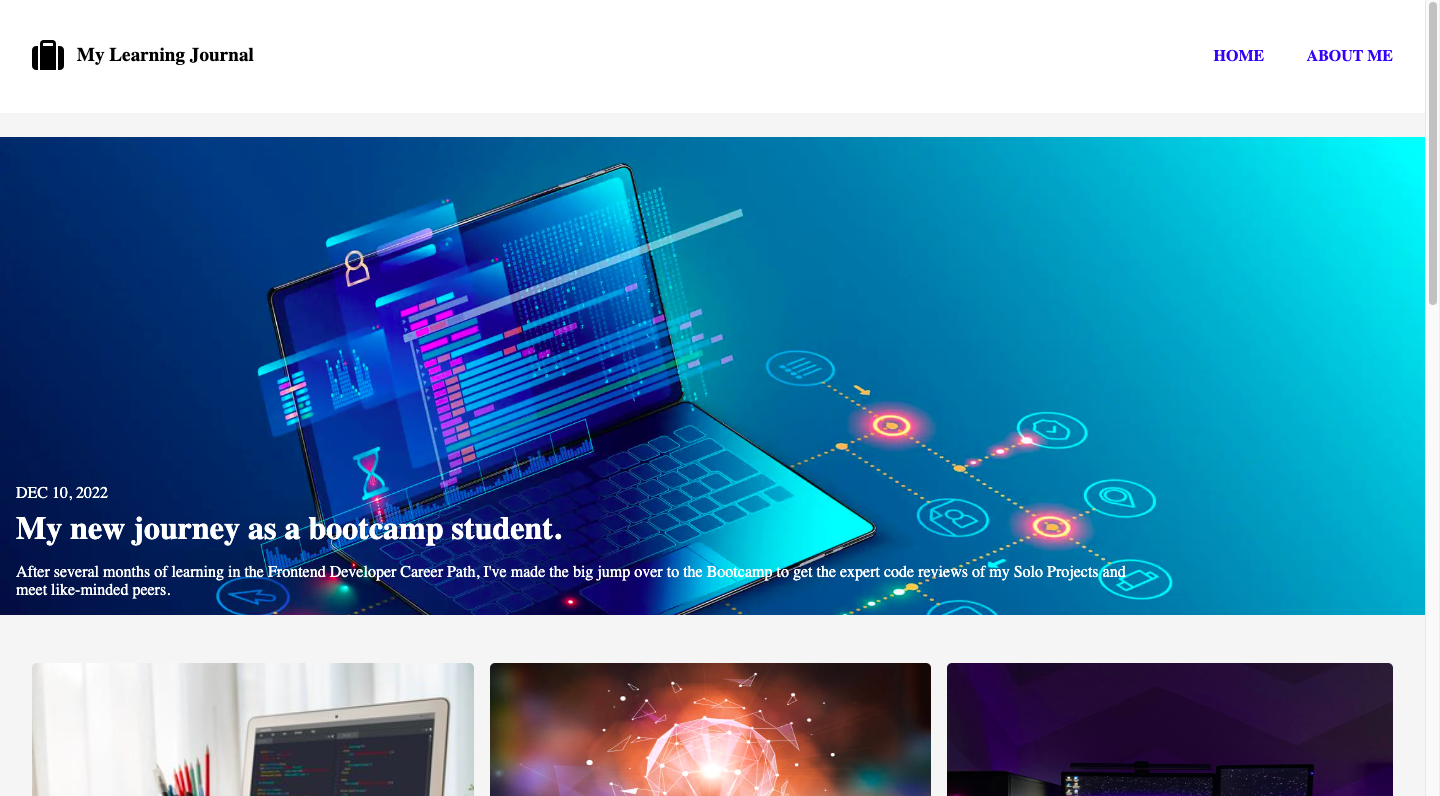 My Learning Journal
HOME
ABOUT ME
DEC 10, 2022
My new journey as a bootcamp student.
After several months of learning in the Frontend Developer Career Path, I've made the big jump over to the Bootcamp to get the expert code reviews of my Solo Projects and
meet like-minded peers.